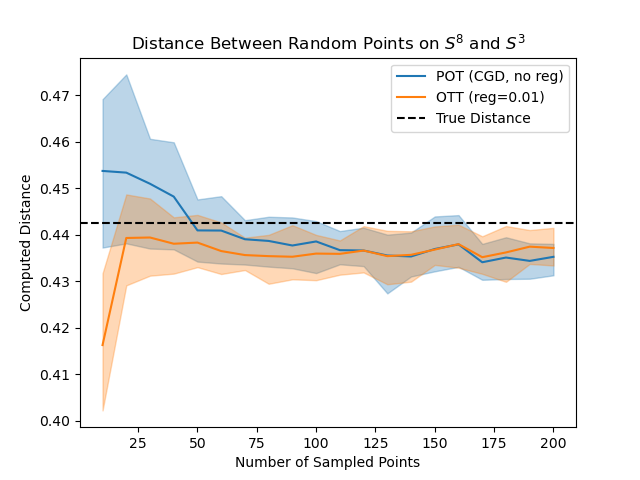 Distance Between Random Points on $S^8$ and $S^3$
POT (CGD, no reg)
OTT (reg=0.01)
True Distance
Computed Distance
0.47
0.46
0.45
0.44
0.43
0.42
0.41
0.40
25 50 75 100 125 150 175 200
Number of Sampled Points